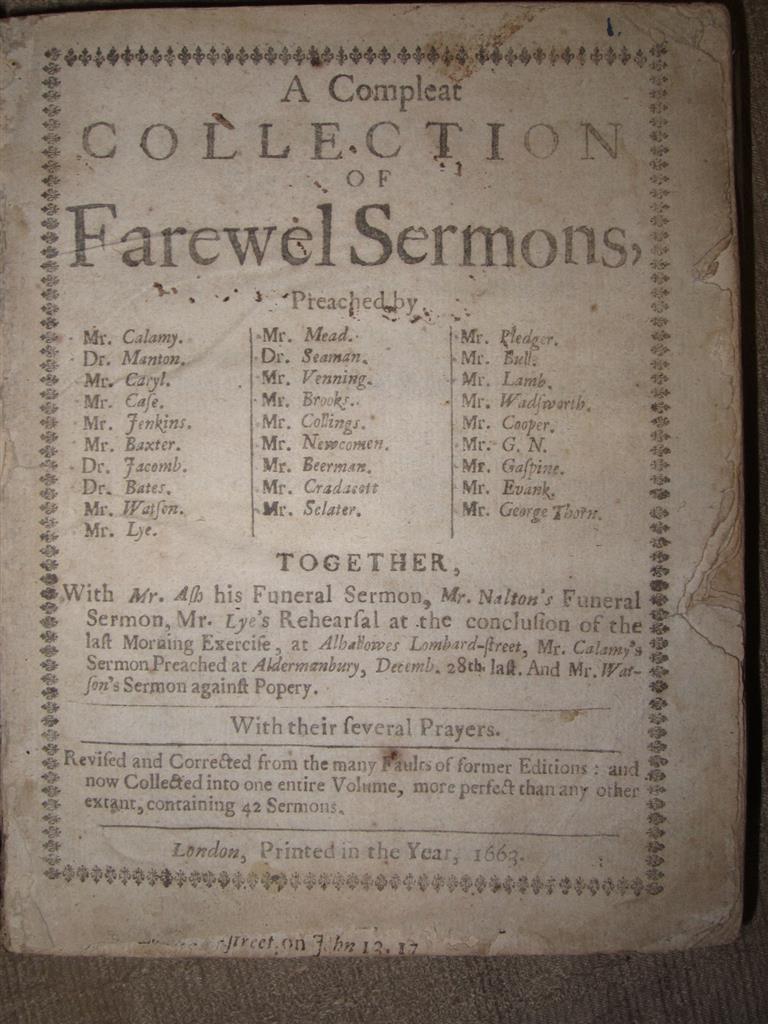 A Compleat
COLLECTION
OF
Farewel Sermons,
Preached by
Mr. Calamy.
Dr. Manton.
Mr. Caryl.
Mr. Caſe.
Mr. Jenkins.
Mr. Baxter.
Dr. Jacomb.
Dr. Bates.
Mr. Watſon.
Mr. Lye.
Mr. Mead.
Dr. Seaman.
Mr. Venning.
Mr. Brooks.
Mr. Collings.
Mr. Newcomen.
Mr. Beerman.
Mr. Cradacott
Mr. Sclater.
Mr. Pledger.
Mr. Bull.
Mr. Lamb.
Mr. Wadſworth.
Mr. Cooper.
Mr. G. N.
Mr. Gaſpine.
Mr. Evank.
Mr. George Thorn.
TOGETHER,
With Mr. Aſh his Funeral Sermon, Mr. Nalton's Funeral
Sermon, Mr. Lye's Rehearſal at the concluſion of the
laſt Morning Exerciſe, at Alhallowes Lombard-ſtreet, Mr. Calamy's
Sermon Preached at Aldermanbury, Decemb. 28th. laſt. And Mr. Wat-
ſon's Sermon againſt Popery.
With their ſeveral Prayers.
Reviſed and Corrected from the many Faults of former Editions: and
now Collected into one entire Volume, more perfect than any other
extant, containing 42 Sermons.
London, Printed in the Year, 1663.
ſtreet, on John 13. 17